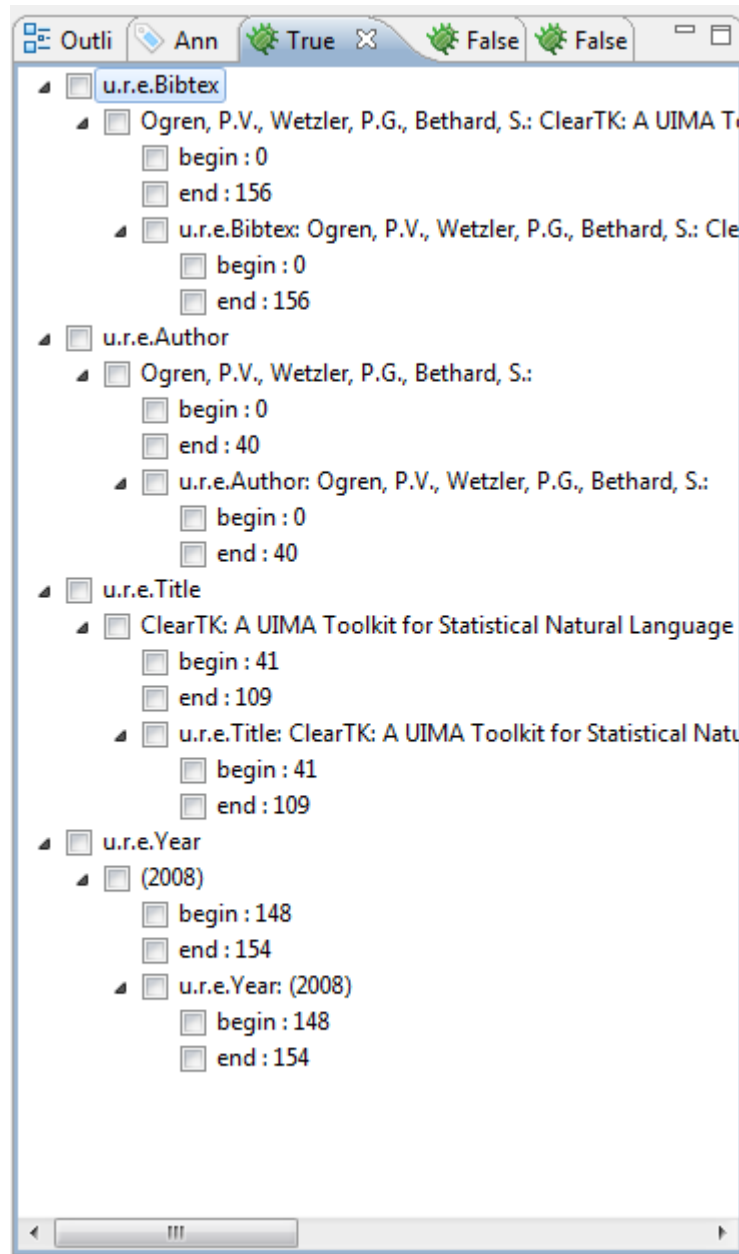 Outli Ann True False False
u.r.e.Bibtex
Ogren, P.V., Wetzler, P.G., Bethard, S.: ClearTK: A UIMA
begin : 0
end : 156
u.r.e.Bibtex: Ogren, P.V., Wetzler, P.G., Bethard, S.: Cle
begin : 0
end : 156
u.r.e.Author
Ogren, P.V., Wetzler, P.G., Bethard, S.:
begin : 0
end : 40
u.r.e.Author: Ogren, P.V., Wetzler, P.G., Bethard, S.:
begin : 0
end : 40
u.r.e.Title
ClearTK: A UIMA Toolkit for Statistical Natural Language
begin : 41
end : 109
u.r.e.Title: ClearTK: A UIMA Toolkit for Statistical Natu
begin : 41
end : 109
u.r.e.Year
(2008)
begin : 148
end : 154
u.r.e.Year: (2008)
begin : 148
end : 154